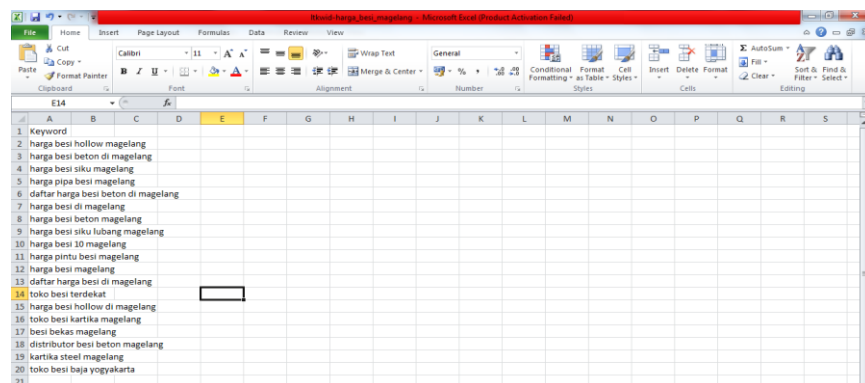 ltkwid-harga_besi_magelang - Microsoft Excel (Product Activation Failed)
File Home Insert Page Layout Formulas Data Review View
Cut Calibri 11 A A Wrap Text General Σ AutoSum
Copy Fill
Paste Format Painter B I U A Merge & Center % , Conditional Formatting Format as Table Cell Styles Insert Delete Format Clear Sort & Filter Find & Select
Clipboard Font Alignment Number Styles Cells Editing
E14 fx
A B C D E F G H I J K L M N O P Q R S
1 Keyword
2 harga besi hollow magelang
3 harga besi beton di magelang
4 harga besi siku magelang
5 harga pipa besi magelang
6 daftar harga besi beton di magelang
7 harga besi di magelang
8 harga besi beton magelang
9 harga besi siku lubang magelang
10 harga besi 10 magelang
11 harga pintu besi magelang
12 harga besi magelang
13 daftar harga besi di magelang
14 toko besi terdekat
15 harga besi hollow di magelang
16 toko besi kartika magelang
17 besi bekas magelang
18 distributor besi beton magelang
19 kartika steel magelang
20 toko besi baja yogyakarta
21